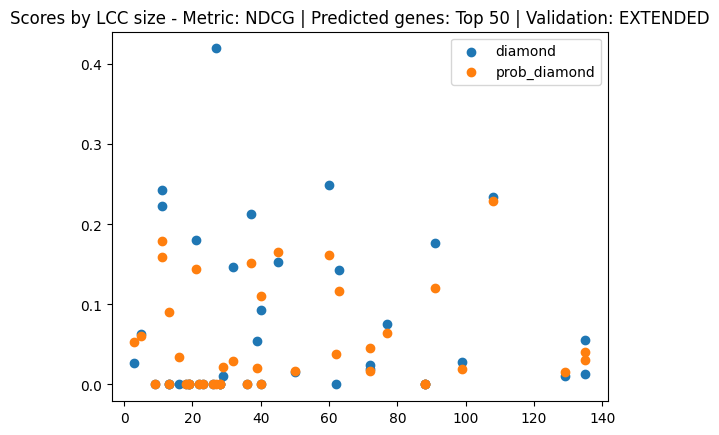 Scores by LCC size - Metric: NDCG | Predicted genes: Top 50 | Validation: EXTENDED
diamond
prob_diamond
0.4
0.3
0.2
0.1
0.0
0 20 40 60 80 100 120 140